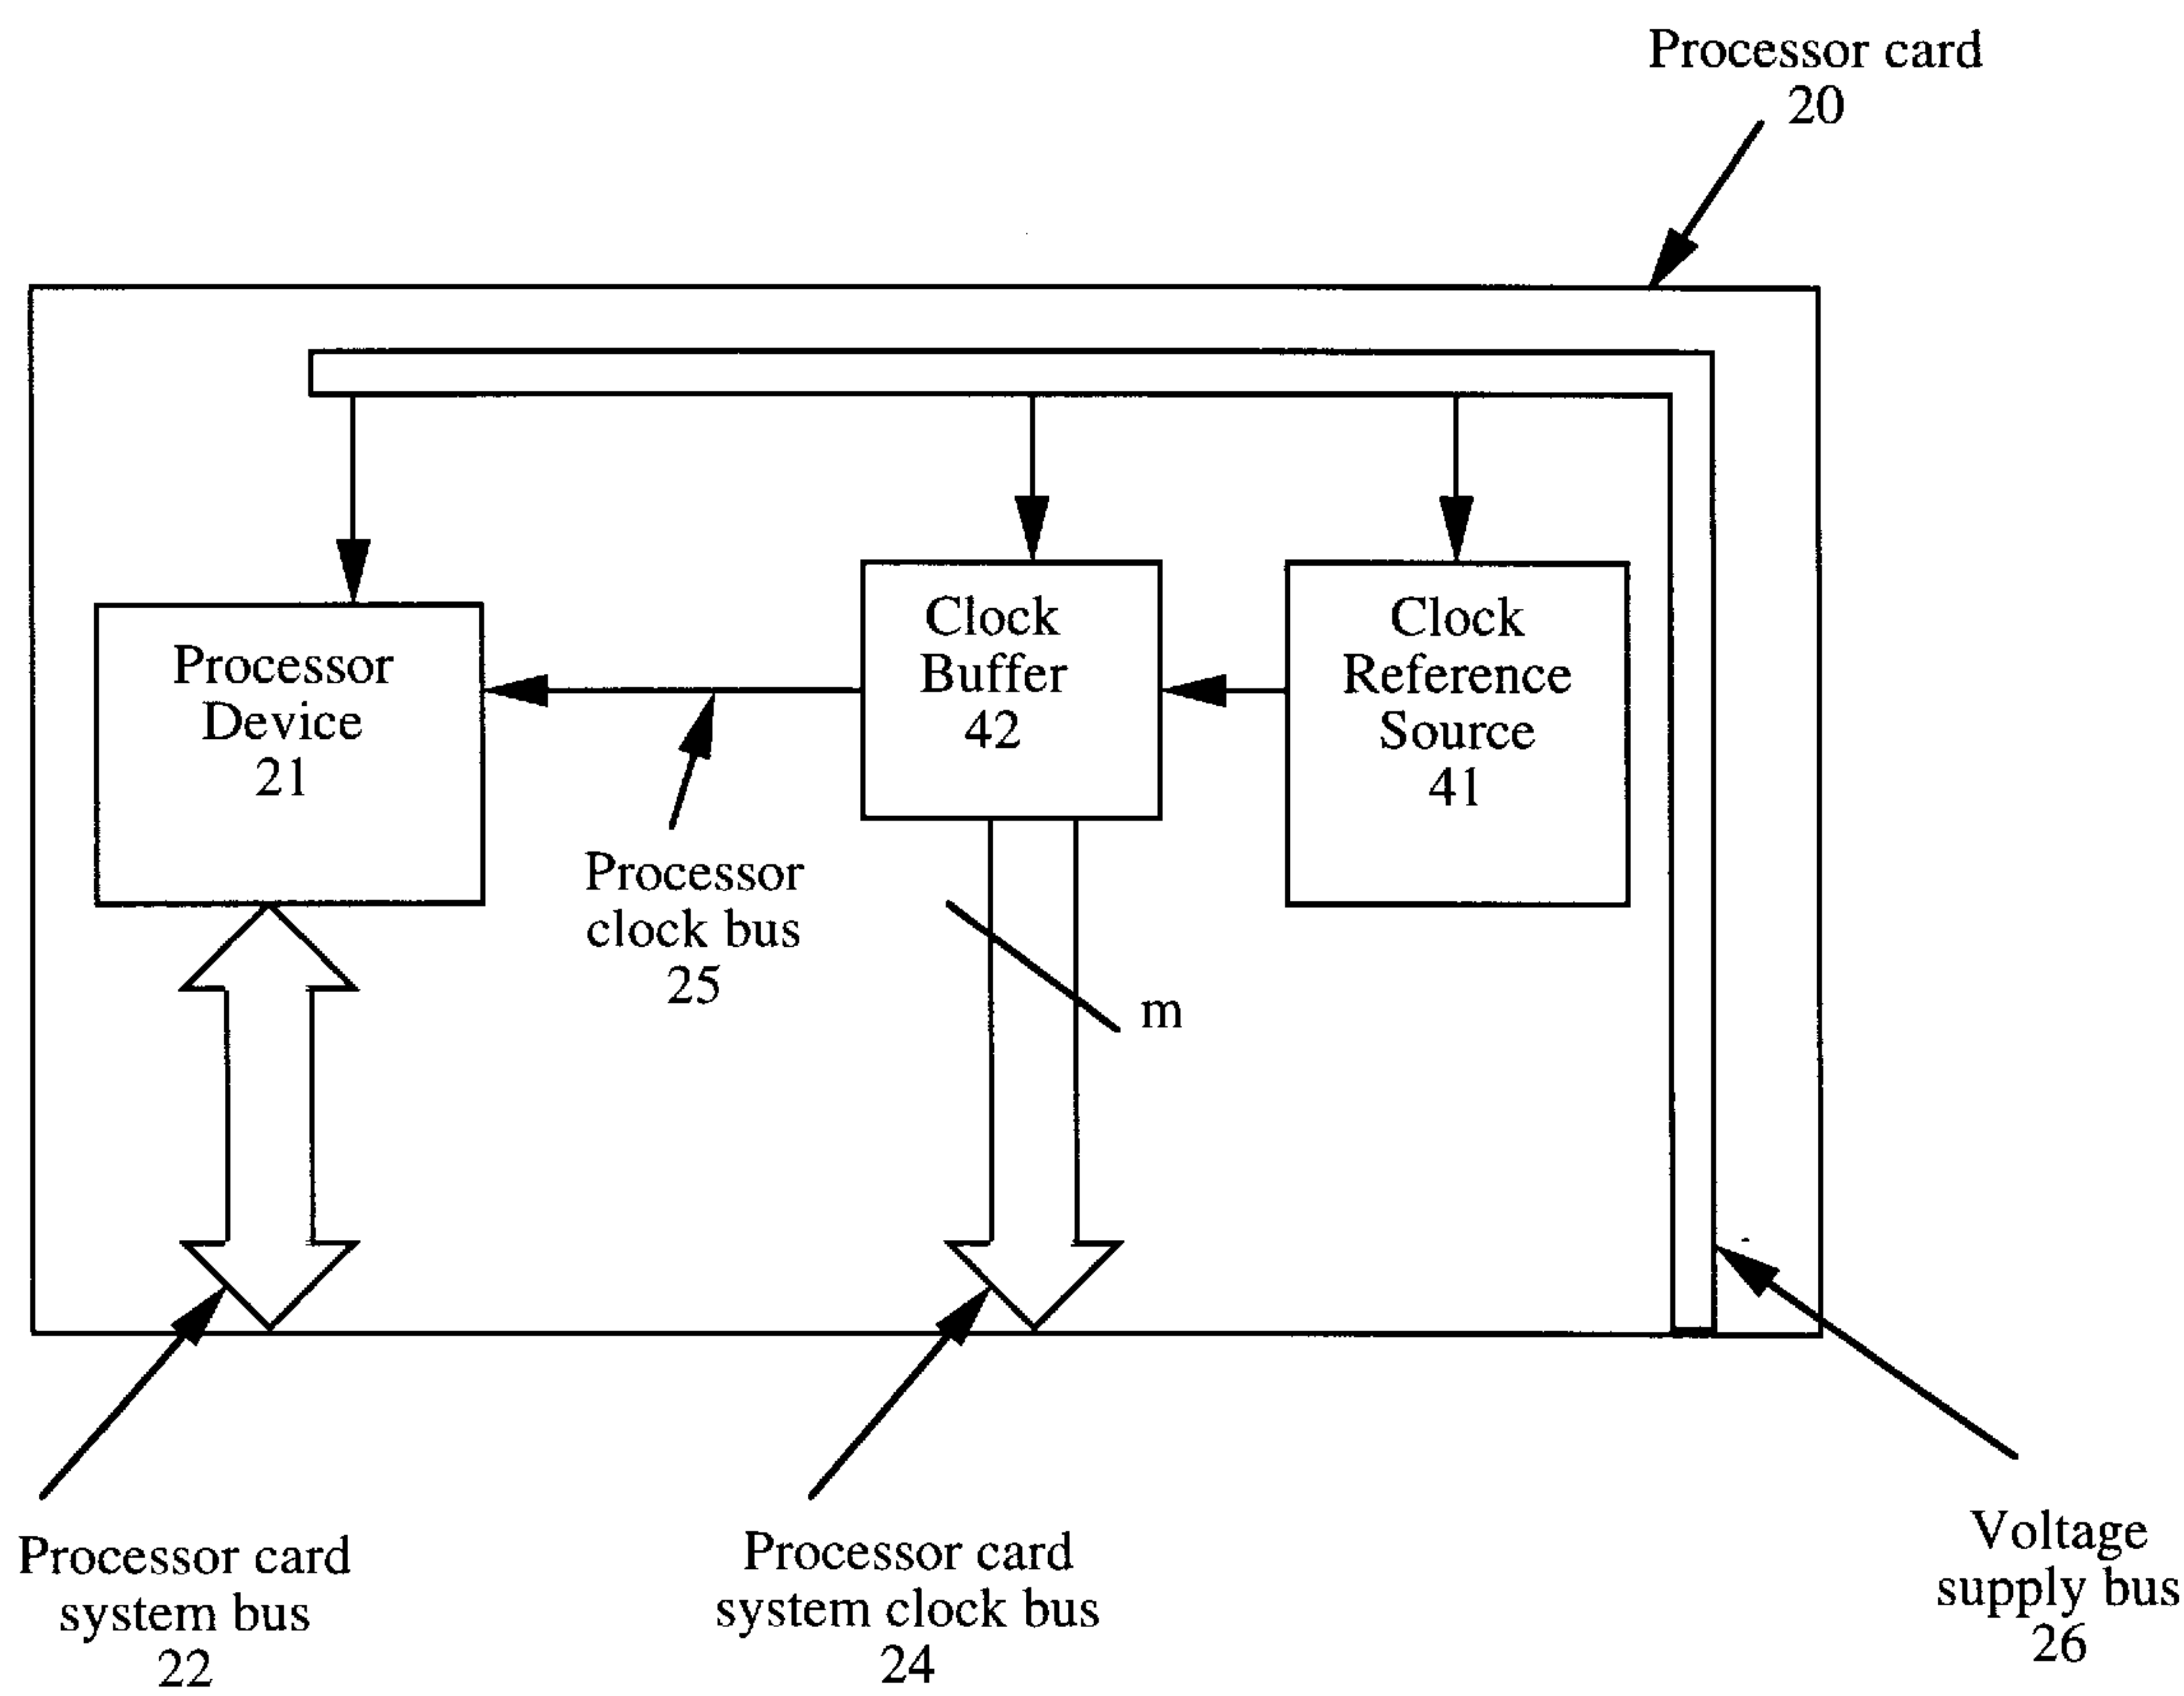 Processor card
20
Processor
Device
21
Clock
Buffer
42
Clock
Reference
Source
41
Processor
clock bus
25
m
Processor card
system bus
22
Processor card
system clock bus
24
Voltage
supply bus
26